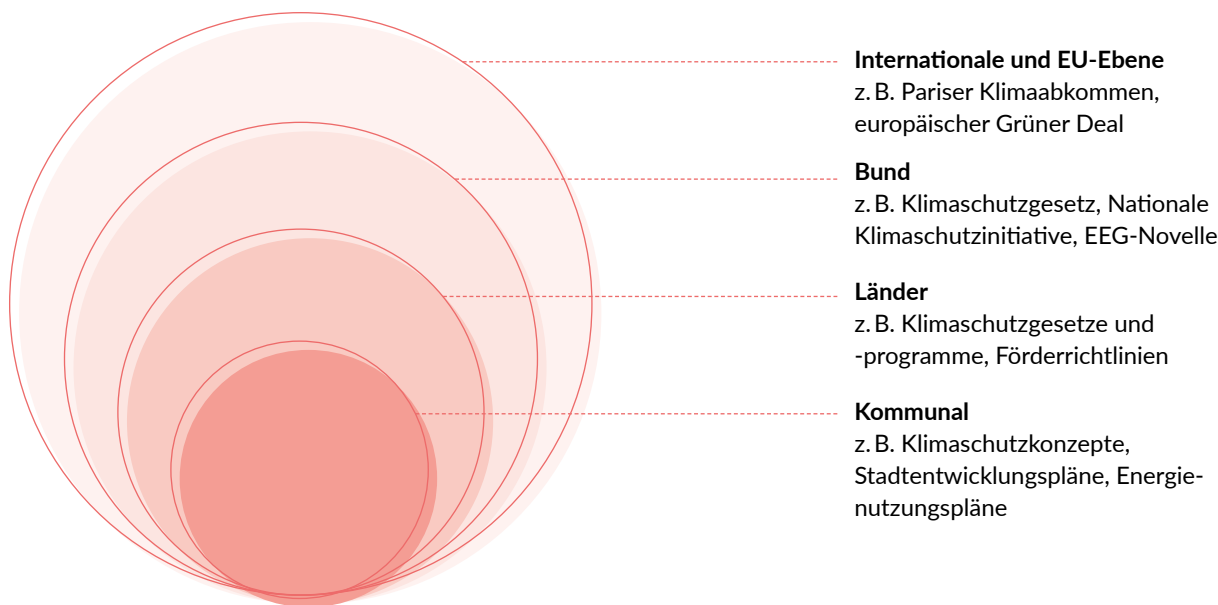 Internationale und EU-Ebene
z. B. Pariser Klimaabkommen,
europäischer Grüner Deal
Bund
z. B. Klimaschutzgesetz, Nationale
Klimaschutzinitiative, EEG-Novelle
Länder
z. B. Klimaschutzgesetze und
-programme, Förderrichtlinien
Kommunal
z. B. Klimaschutzkonzepte,
Stadtentwicklungspläne, Energie-
nutzungspläne